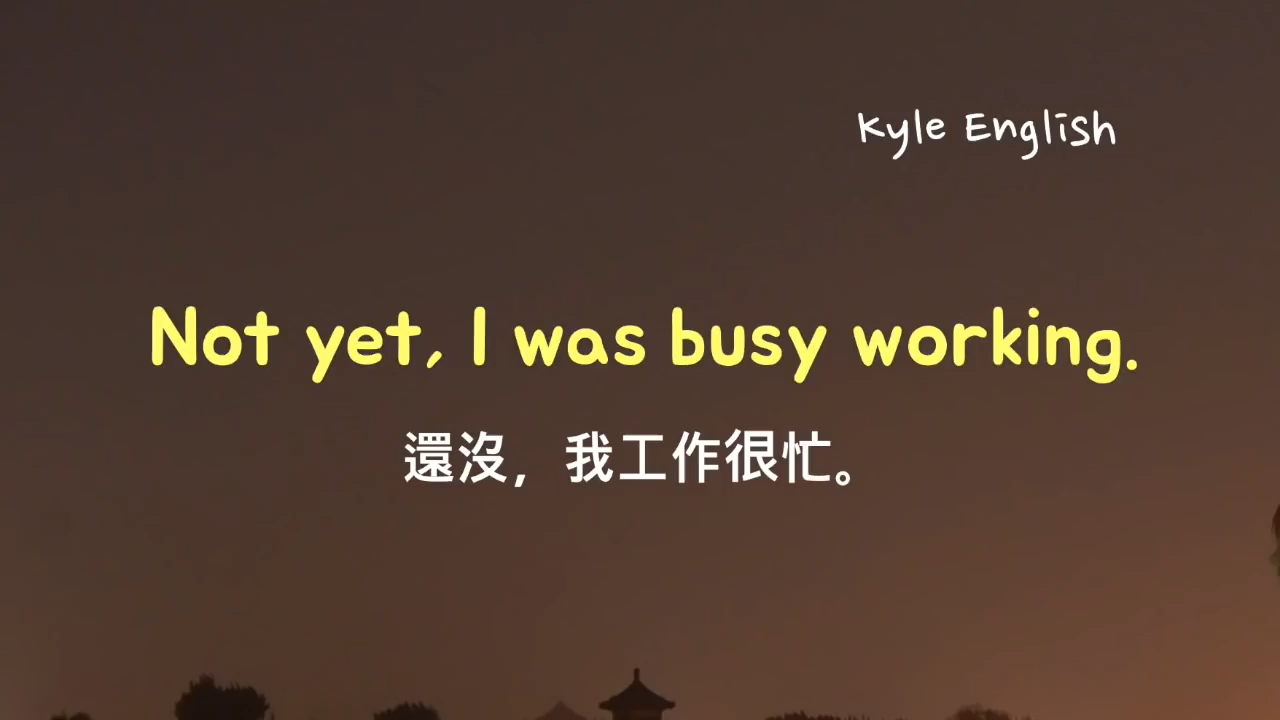 Kyle English
Not yet, I was busy working.
還沒，我工作很忙。